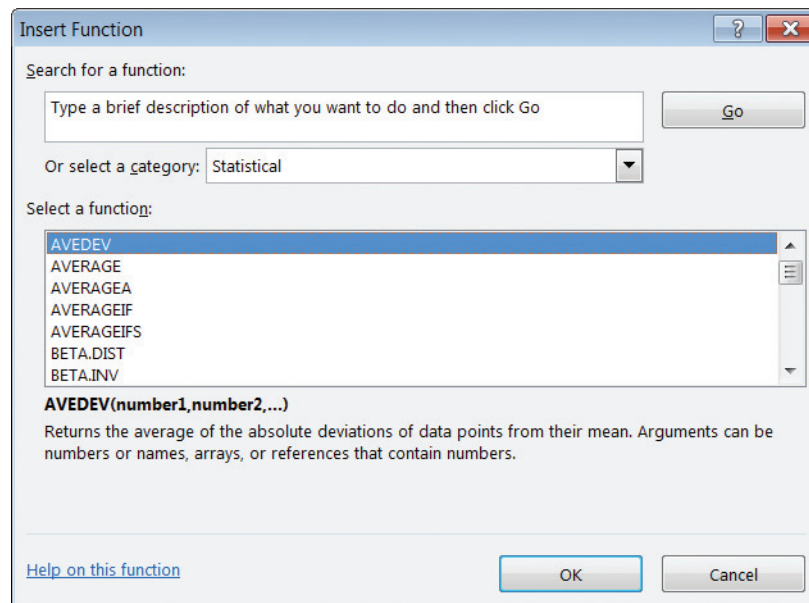 Insert Function
Search for a function:
Type a brief description of what you want to do and then click Go
Go
Or select a category: Statistical
Select a function:
AVEDEV
AVERAGE
AVERAGEA
AVERAGEIF
AVERAGEIFS
BETA.DIST
BETA.INV
AVEDEV(number1,number2,...)
Returns the average of the absolute deviations of data points from their mean. Arguments can be
numbers or names, arrays, or references that contain numbers.
Help on this function
OK
Cancel